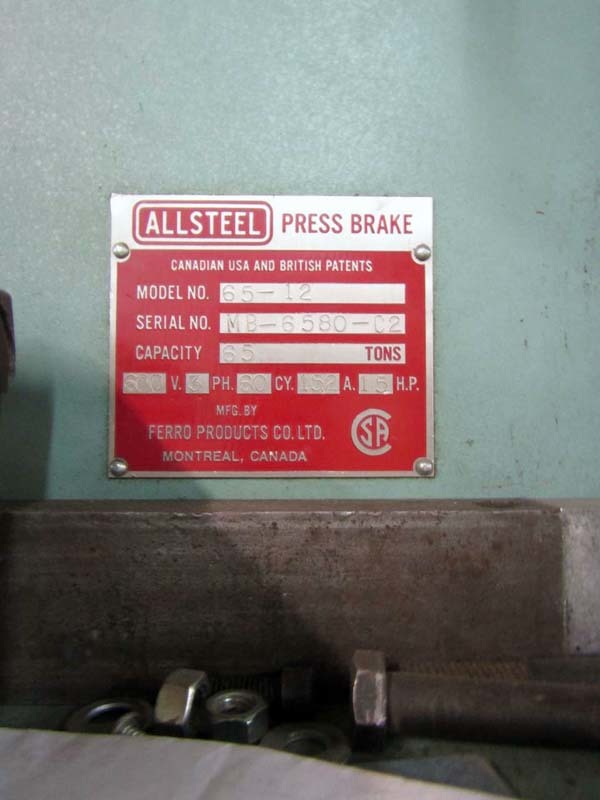 ALLSTEEL PRESS BRAKE
CANADIAN USA AND BRITISH PATENTS
MODEL NO. 65-12
SERIAL NO. MB-6580-C2
CAPACITY 65 TONS
600 V. 3 PH. 60 CY. 15.2 A. 15 H.P.
MFG. BY
FERRO PRODUCTS CO. LTD.
MONTREAL, CANADA
CSA